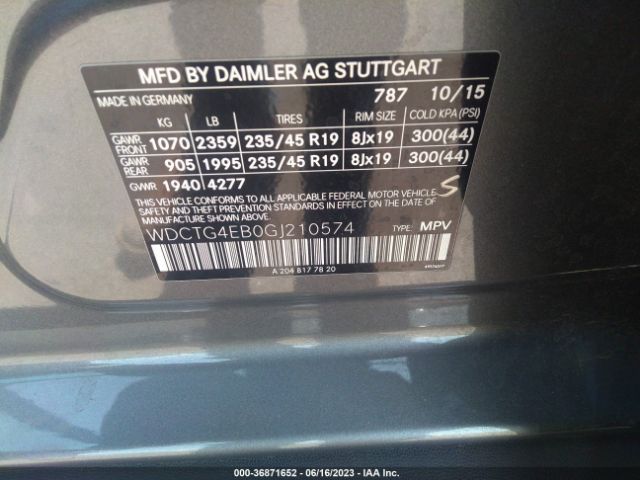 MFD BY DAIMLER AG STUTTGART
MADE IN GERMANY 787 10/15
KG LB TIRES RIM SIZE COLD KPA (PSI)
GAWR FRONT 1070 2359 235/45 R19 8Jx19 300(44)
GAWR REAR 905 1995 235/45 R19 8Jx19 300(44)
GVWR 1940 4277
THIS VEHICLE CONFORMS TO ALL APPLICABLE FEDERAL MOTOR VEHICLE
SAFETY AND THEFT PREVENTION STANDARDS IN EFFECT ON THE DATE
OF MANUFACTURE SHOWN ABOVE.
S
WDCTG4EB0GJ210574 TYPE: MPV
A 204 817 78 20
000-36871652 - 06/16/2023 - IAA Inc.